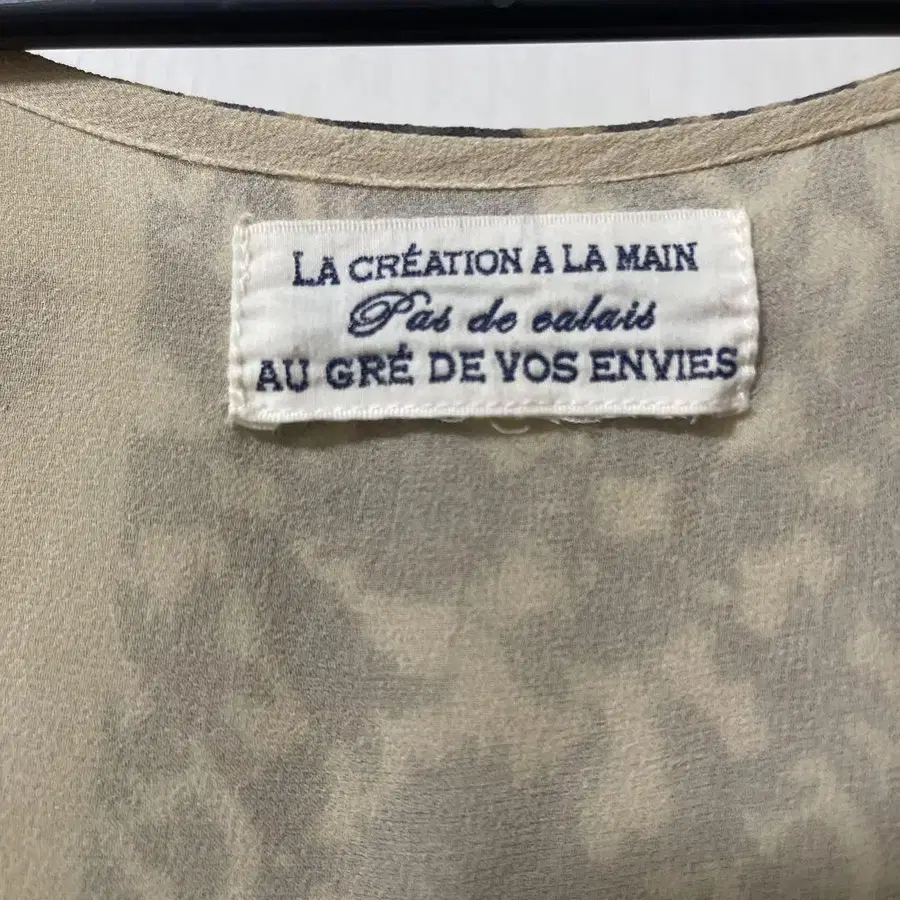 LA CRÉATION A LA MAIN
Pas de calais
AU GRÉ DE VOS ENVIES